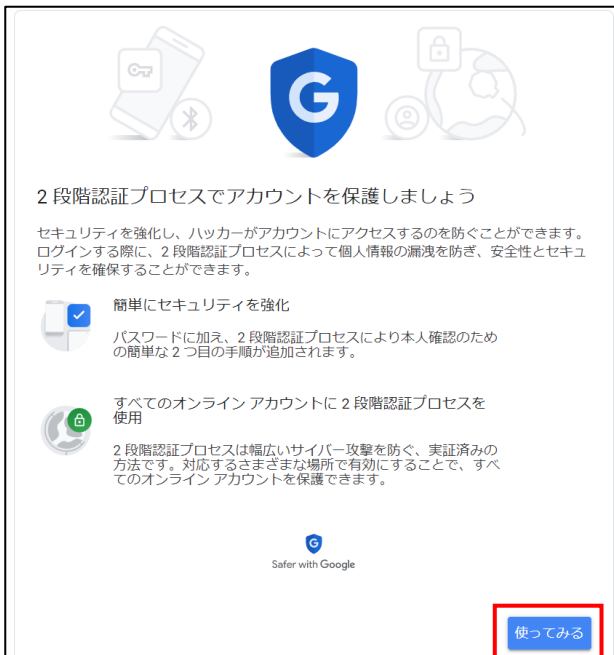 G
2 段階認証プロセスでアカウントを保護しましょう
セキュリティを強化し、ハッカーがアカウントにアクセスするのを防ぐことができます。
ログインする際に、2 段階認証プロセスによって個人情報の漏洩を防ぎ、安全性とセキュ
リティを確保することができます。
簡単にセキュリティを強化
パスワードに加え、2 段階認証プロセスにより本人確認のため
の簡単な 2 つ目の手順が追加されます。
すべてのオンライン アカウントに 2 段階認証プロセスを
使用
2 段階認証プロセスは幅広いサイバー攻撃を防ぐ、実証済みの
方法です。対応するさまざまな場所で有効にすることで、すべ
てのオンライン アカウントを保護できます。
G
Safer with Google
使ってみる